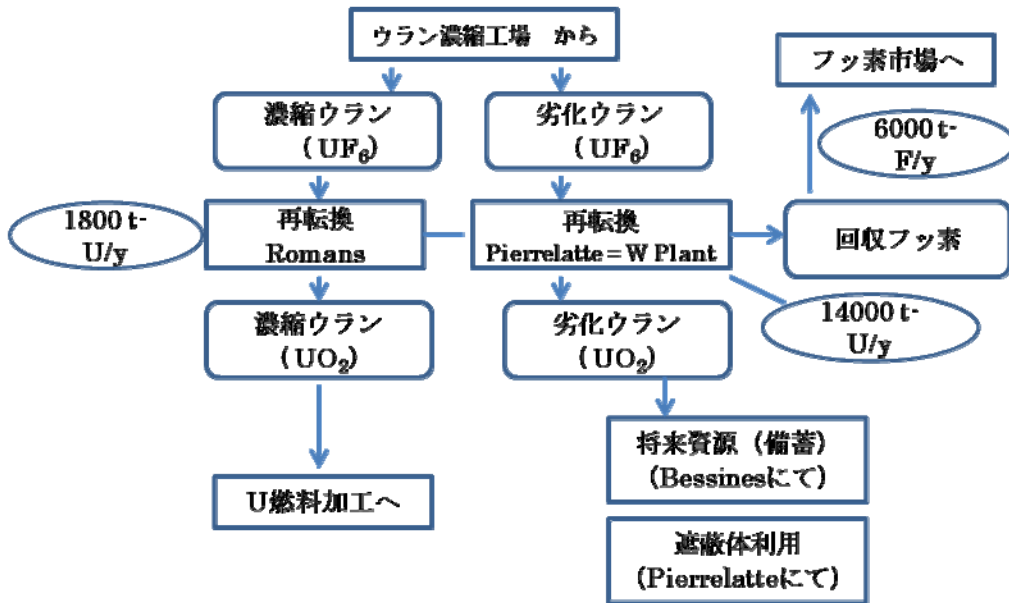 ウラン濃縮工場　から
フッ素市場へ
濃縮ウラン
（UF₆）
劣化ウラン
（UF₆）
6000 t-
F/y
1800 t-
U/y
再転換
Romans
再転換
Pierrelatte＝W Plant
回収フッ素
濃縮ウラン
（UO₂）
劣化ウラン
（UO₂）
14000 t-
U/y
将来資源（備蓄）
（Bessinesにて）
U燃料加工へ
遮蔽体利用
（Pierrelatteにて）